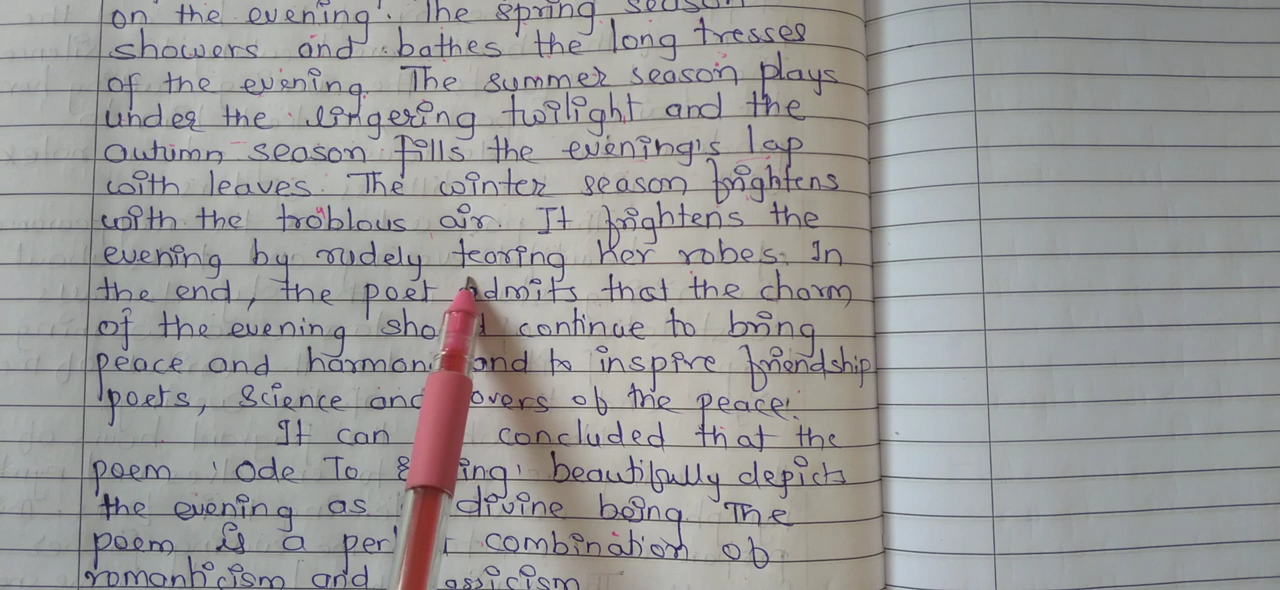 on the evening. The spring season
showers and bathes the long tresses
of the evening. The summer season plays
under the lingering twilight and the
autumn season fills the evening's lap
with leaves. The winter season frightens
with the troblous air. It frightens the
evening by rudely tearing her robes. In
the end, the poet admits that the charm
of the evening continue to bring
peace and and to inspire friendship
poets, Science overs of the peace.
It can concluded that the
poem 'Ode To beautifully depicts
the evening as divine being. The
poem is a combination of
romanticism and